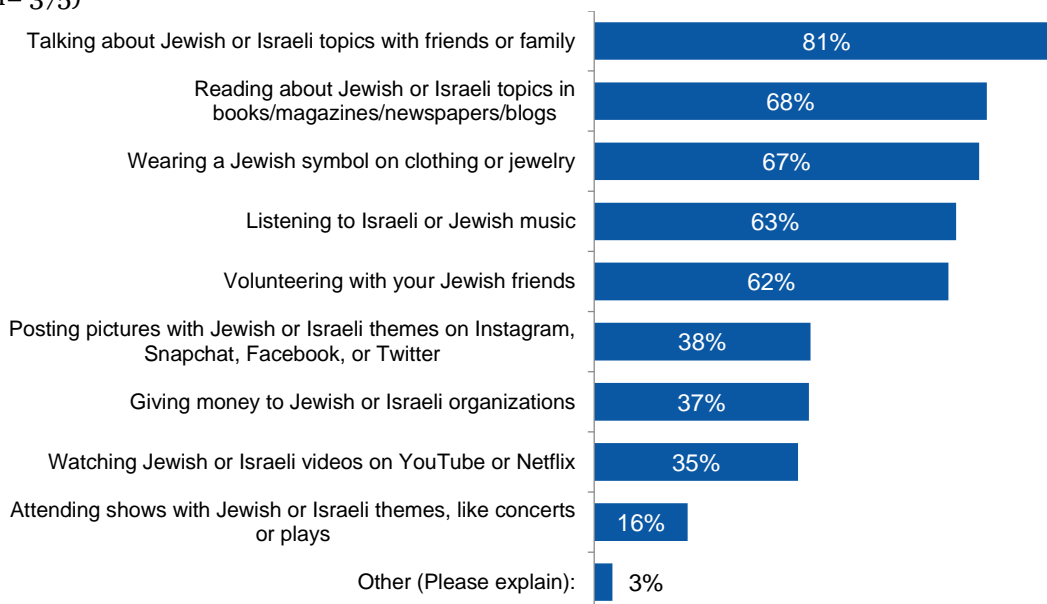 = 375)
Talking about Jewish or Israeli topics with friends or family
81%
Reading about Jewish or Israeli topics in
books/magazines/newspapers/blogs
68%
Wearing a Jewish symbol on clothing or jewelry
67%
Listening to Israeli or Jewish music
63%
Volunteering with your Jewish friends
62%
Posting pictures with Jewish or Israeli themes on Instagram,
Snapchat, Facebook, or Twitter
38%
Giving money to Jewish or Israeli organizations
37%
Watching Jewish or Israeli videos on YouTube or Netflix
35%
Attending shows with Jewish or Israeli themes, like concerts
or plays
16%
Other (Please explain):
3%